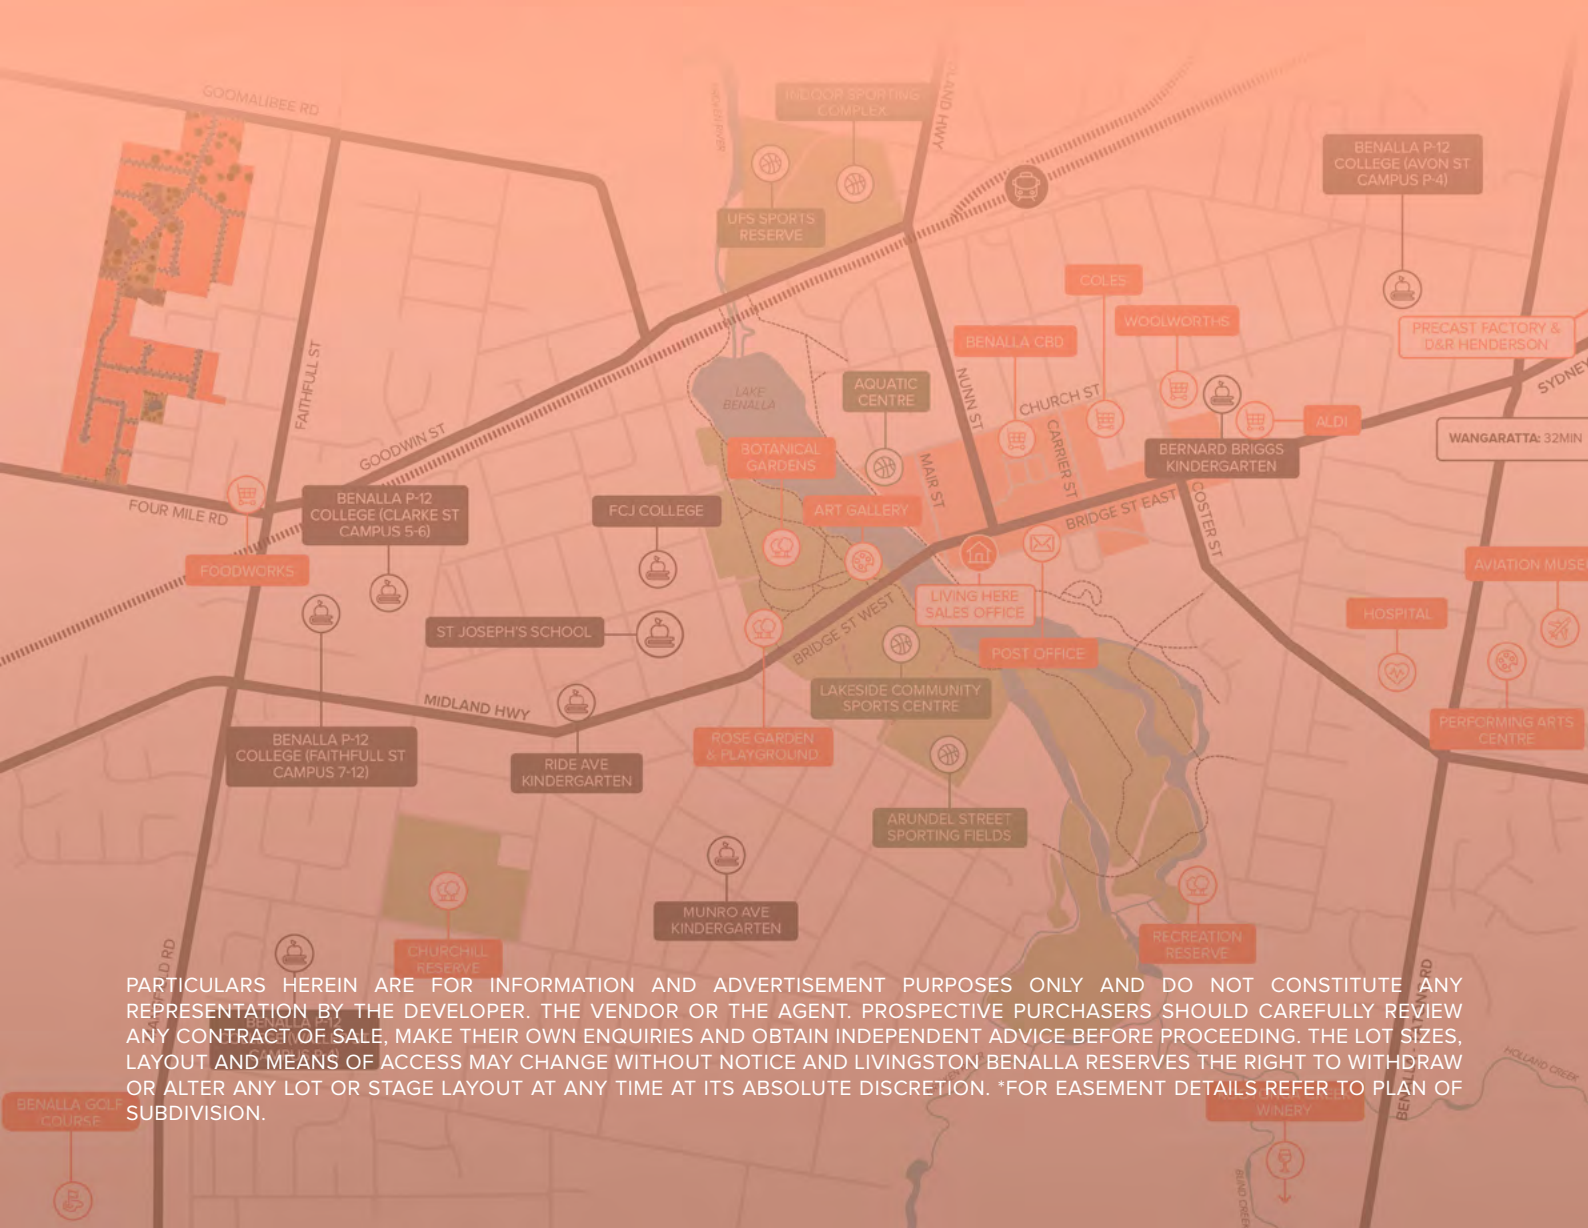 GOOMALIBEE RD
INDOOR SPORTING
COMPLEX
UFS SPORTS
RESERVE
BENALLA P-12
COLLEGE (AVON ST
CAMPUS P-4)
COLES
WOOLWORTHS
PRECAST FACTORY &
D&R HENDERSON
BENALLA CBD
SYDNEY
FAITHFULL ST
LAKE
BENALLA
AQUATIC
CENTRE
NUNN ST
CHURCH ST
CARRIER ST
ALDI
WANGARATTA: 32MIN
BERNARD BRIGGS
KINDERGARTEN
GOODWIN ST
BOTANICAL
GARDENS
MAIR ST
BRIDGE ST EAST
COSTER ST
FOUR MILE RD
BENALLA P-12
COLLEGE (CLARKE ST
CAMPUS 5-6)
FCJ COLLEGE
ART GALLERY
FOODWORKS
AVIATION MUSE
LIVING HERE
SALES OFFICE
HOSPITAL
ST JOSEPH'S SCHOOL
BRIDGE ST WEST
POST OFFICE
MIDLAND HWY
LAKESIDE COMMUNITY
SPORTS CENTRE
PERFORMING ARTS
CENTRE
BENALLA P-12
COLLEGE (FAITHFULL ST
CAMPUS 7-12)
RIDE AVE
KINDERGARTEN
ROSE GARDEN
& PLAYGROUND
ARUNDEL STREET
SPORTING FIELDS
MUNRO AVE
KINDERGARTEN
CHURCHILL
RESERVE
RECREATION
RESERVE
PARTICULARS HEREIN ARE FOR INFORMATION AND ADVERTISEMENT PURPOSES ONLY AND DO NOT CONSTITUTE ANY
REPRESENTATION BY THE DEVELOPER. THE VENDOR OR THE AGENT. PROSPECTIVE PURCHASERS SHOULD CAREFULLY REVIEW
ANY CONTRACT OF SALE, MAKE THEIR OWN ENQUIRIES AND OBTAIN INDEPENDENT ADVICE BEFORE PROCEEDING. THE LOT SIZES,
LAYOUT AND MEANS OF ACCESS MAY CHANGE WITHOUT NOTICE AND LIVINGSTON BENALLA RESERVES THE RIGHT TO WITHDRAW
OR ALTER ANY LOT OR STAGE LAYOUT AT ANY TIME AT ITS ABSOLUTE DISCRETION. *FOR EASEMENT DETAILS REFER TO PLAN OF
SUBDIVISION.
BENALLA P-12
HOLLAND CREEK
BENALLA GOLF
COURSE
WINERY